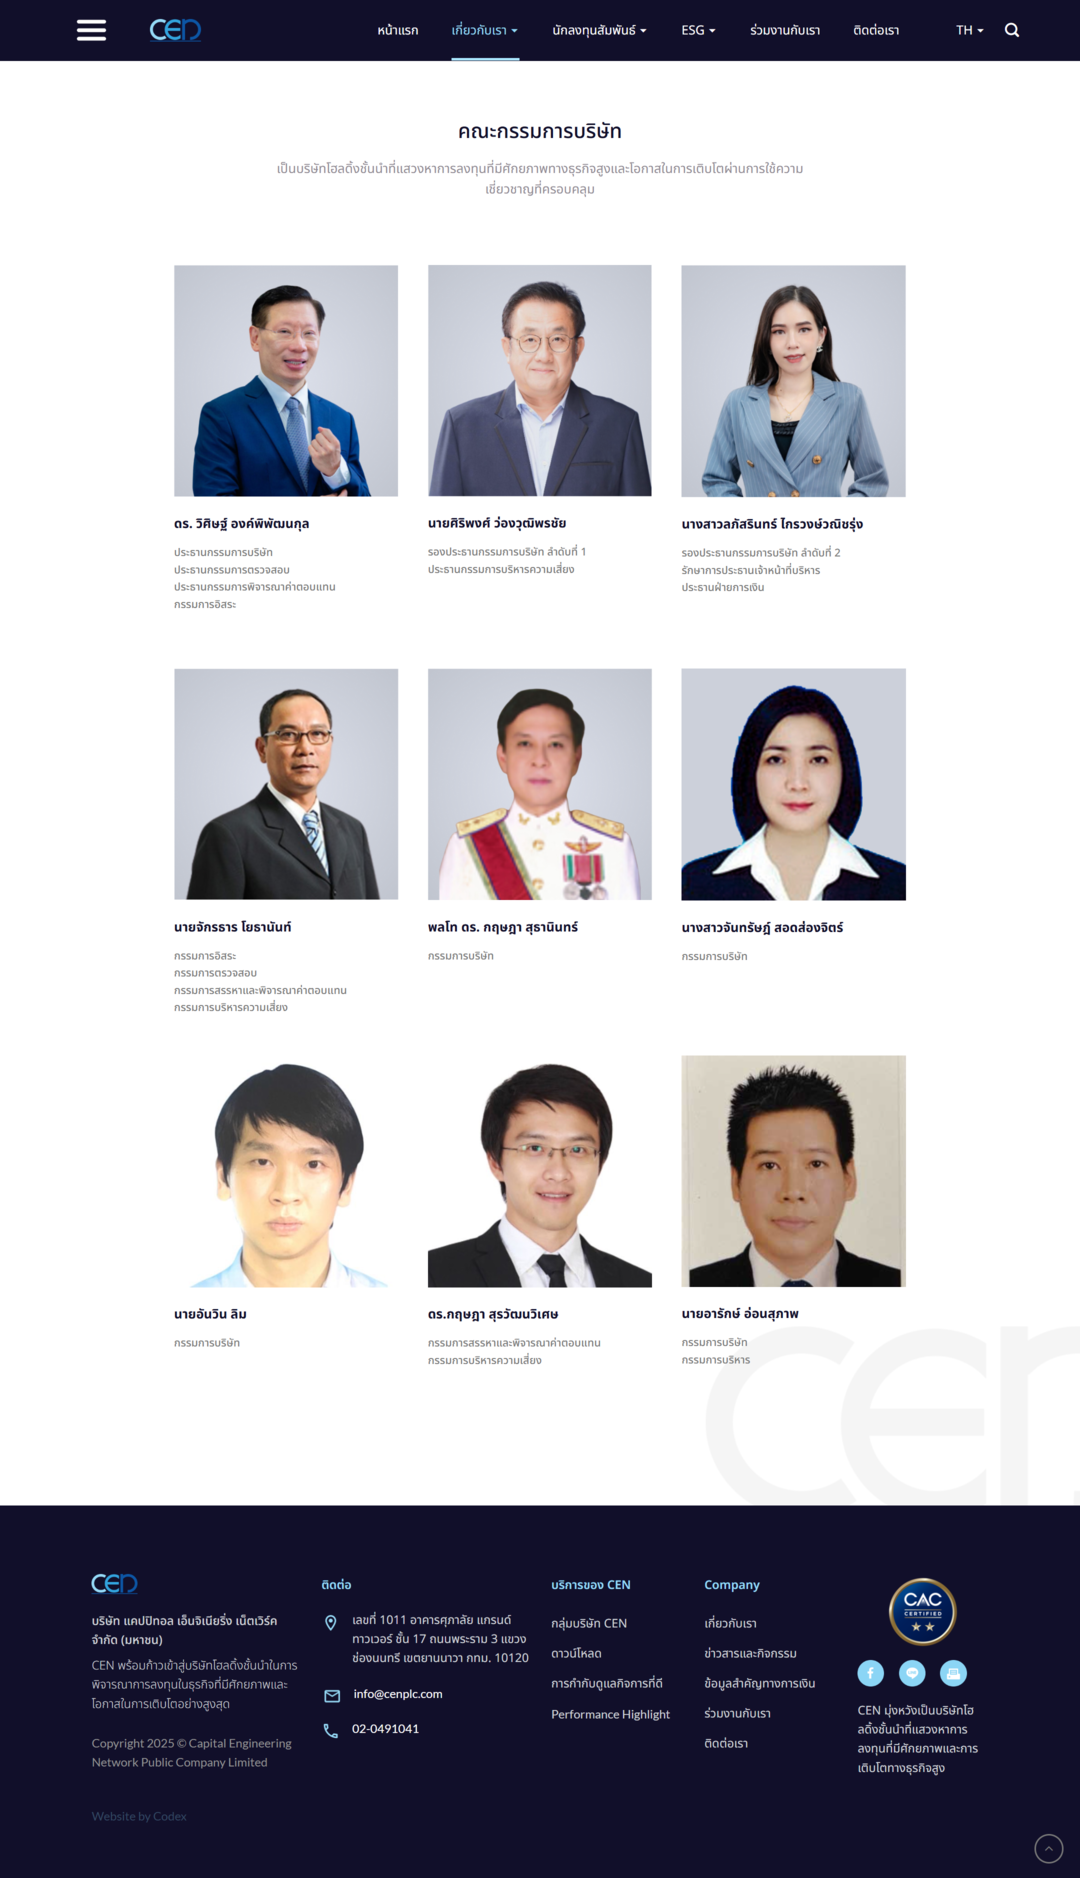 CEN
หน้าแรก
เกี่ยวกับเรา
นักลงทุนสัมพันธ์
ESG
ร่วมงานกับเรา
ติดต่อเรา
TH
คณะกรรมการบริษัท
เป็นบริษัทโฮลดิ้งชั้นนำที่แสวงหาการลงทุนที่มีศักยภาพทางธุรกิจสูงและโอกาสในการเติบโตผ่านการใช้ความ
เชี่ยวชาญที่ครอบคลุม
ดร. วิศิษฐ์ องค์พิพัฒนกุล
ประธานกรรมการบริษัท
ประธานกรรมการตรวจสอบ
ประธานกรรมการพิจารณาค่าตอบแทน
กรรมการอิสระ
นายศิริพงศ์ ว่องวุฒิพรชัย
รองประธานกรรมการบริษัท ลำดับที่ 1
ประธานกรรมการบริหารความเสี่ยง
นางสาวลภัสรินทร์ ไกรวงษ์วณิชรุ่ง
รองประธานกรรมการบริษัท ลำดับที่ 2
รักษาการประธานเจ้าหน้าที่บริหาร
ประธานฝ่ายการเงิน
นายจักรธาร โยธานันท์
กรรมการอิสระ
กรรมการตรวจสอบ
กรรมการสรรหาและพิจารณาค่าตอบแทน
กรรมการบริหารความเสี่ยง
พลโท ดร. กฤษฎา สุธานินทร์
กรรมการบริษัท
นางสาวจันทรัษฎ์ สอดส่องจิตร์
กรรมการบริษัท
นายอันวิน ลิม
กรรมการบริษัท
ดร.กฤษฎา สุรวัฒนวิเศษ
กรรมการสรรหาและพิจารณาค่าตอบแทน
กรรมการบริหารความเสี่ยง
นายอารักษ์ อ่อนสุภาพ
กรรมการบริษัท
กรรมการบริหาร
cen
CEN
บริษัท แคปปิทอล เอ็นจิเนียริ่ง เน็ตเวิร์ค
จำกัด (มหาชน)
CEN พร้อมก้าวเข้าสู่บริษัทโฮลดิ้งชั้นนำในการ
พิจารณาการลงทุนในธุรกิจที่มีศักยภาพและ
โอกาสในการเติบโตอย่างสูงสุด
Copyright 2025 © Capital Engineering
Network Public Company Limited
Website by Codex
ติดต่อ
เลขที่ 1011 อาคารศุภาลัย แกรนด์
ทาวเวอร์ ชั้น 17 ถนนพระราม 3 แขวง
ช่องนนทรี เขตยานนาวา กทม. 10120
info@cenplc.com
02-0491041
บริการของ CEN
กลุ่มบริษัท CEN
ดาวน์โหลด
การกำกับดูแลกิจการที่ดี
Performance Highlight
Company
เกี่ยวกับเรา
ข่าวสารและกิจกรรม
ข้อมูลสำคัญทางการเงิน
ร่วมงานกับเรา
ติดต่อเรา
CAC
CERTIFIED
CEN มุ่งหวังเป็นบริษัทโฮ
ลดิ้งชั้นนำที่แสวงหาการ
ลงทุนที่มีศักยภาพและการ
เติบโตทางธุรกิจสูง